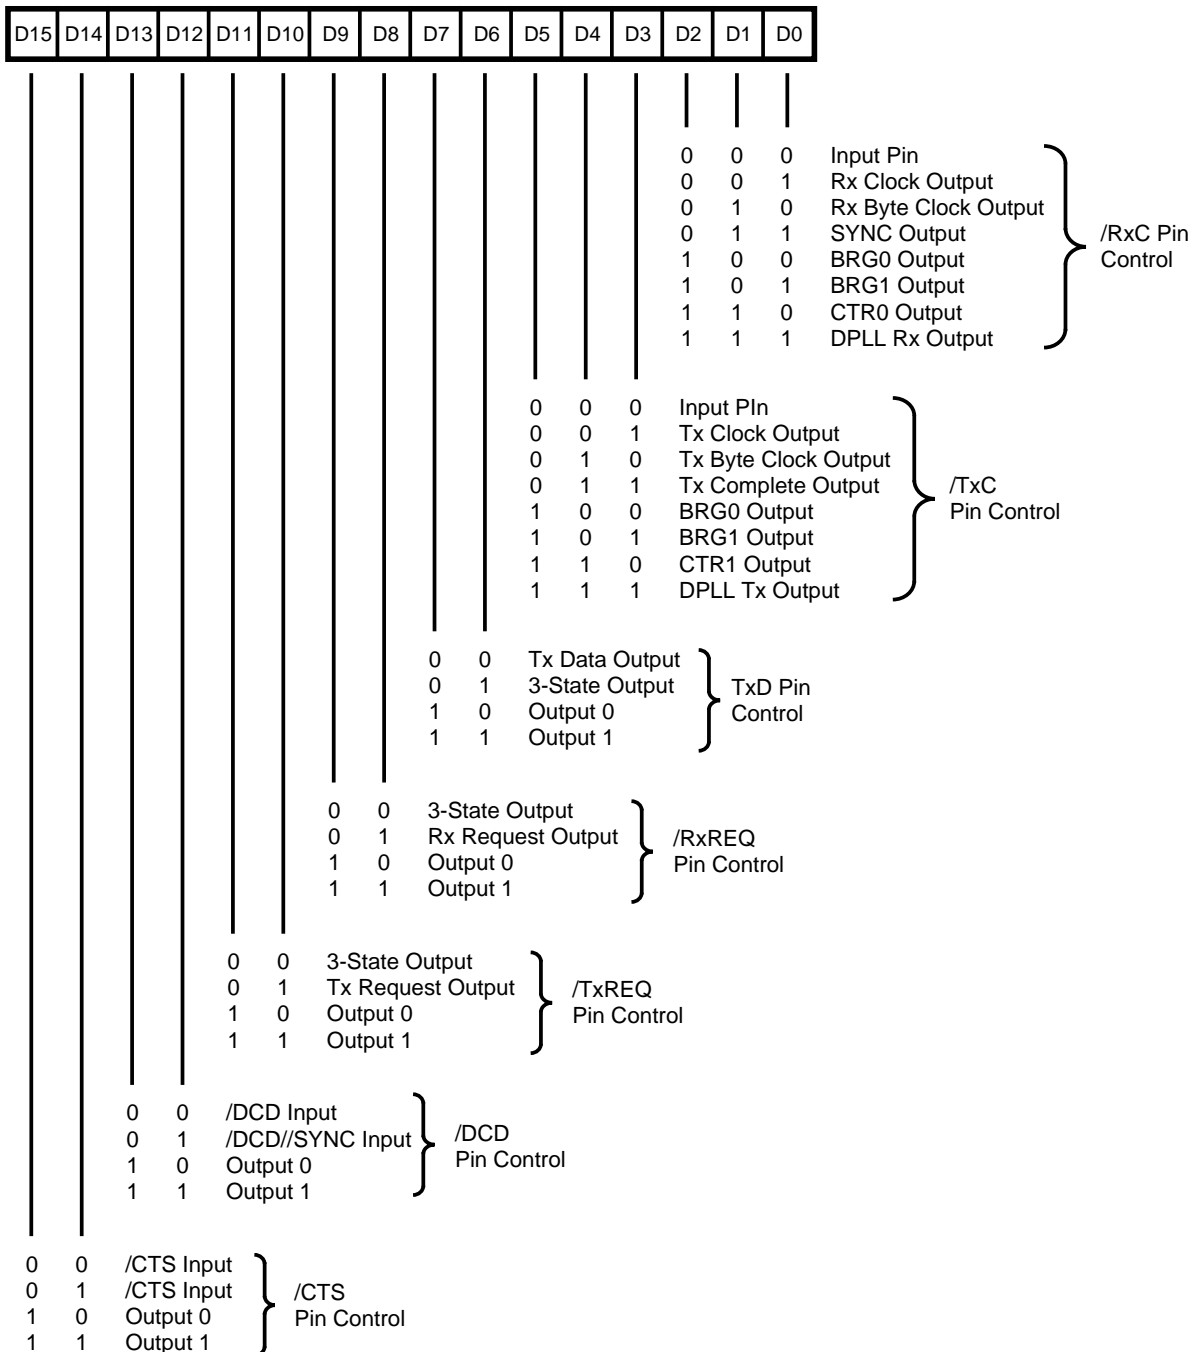 D15 D14 D13 D12 D11 D10 D9 D8 D7 D6 D5 D4 D3 D2 D1 D0
0 0 0 Input Pin
0 0 1 Rx Clock Output
0 1 0 Rx Byte Clock Output
0 1 1 SYNC Output
1 0 0 BRG0 Output
1 0 1 BRG1 Output
1 1 0 CTR0 Output
1 1 1 DPLL Rx Output
/RxC Pin
Control
0 0 0 Input PIn
0 0 1 Tx Clock Output
0 1 0 Tx Byte Clock Output
0 1 1 Tx Complete Output
1 0 0 BRG0 Output
1 0 1 BRG1 Output
1 1 0 CTR1 Output
1 1 1 DPLL Tx Output
/TxC
Pin Control
0 0 Tx Data Output
0 1 3-State Output
1 0 Output 0
1 1 Output 1
TxD Pin
Control
0 0 3-State Output
0 1 Rx Request Output
1 0 Output 0
1 1 Output 1
/RxREQ
Pin Control
0 0 3-State Output
0 1 Tx Request Output
1 0 Output 0
1 1 Output 1
/TxREQ
Pin Control
0 0 /DCD Input
0 1 /DCD//SYNC Input
1 0 Output 0
1 1 Output 1
/DCD
Pin Control
0 0 /CTS Input
0 1 /CTS Input
1 0 Output 0
1 1 Output 1
/CTS
Pin Control